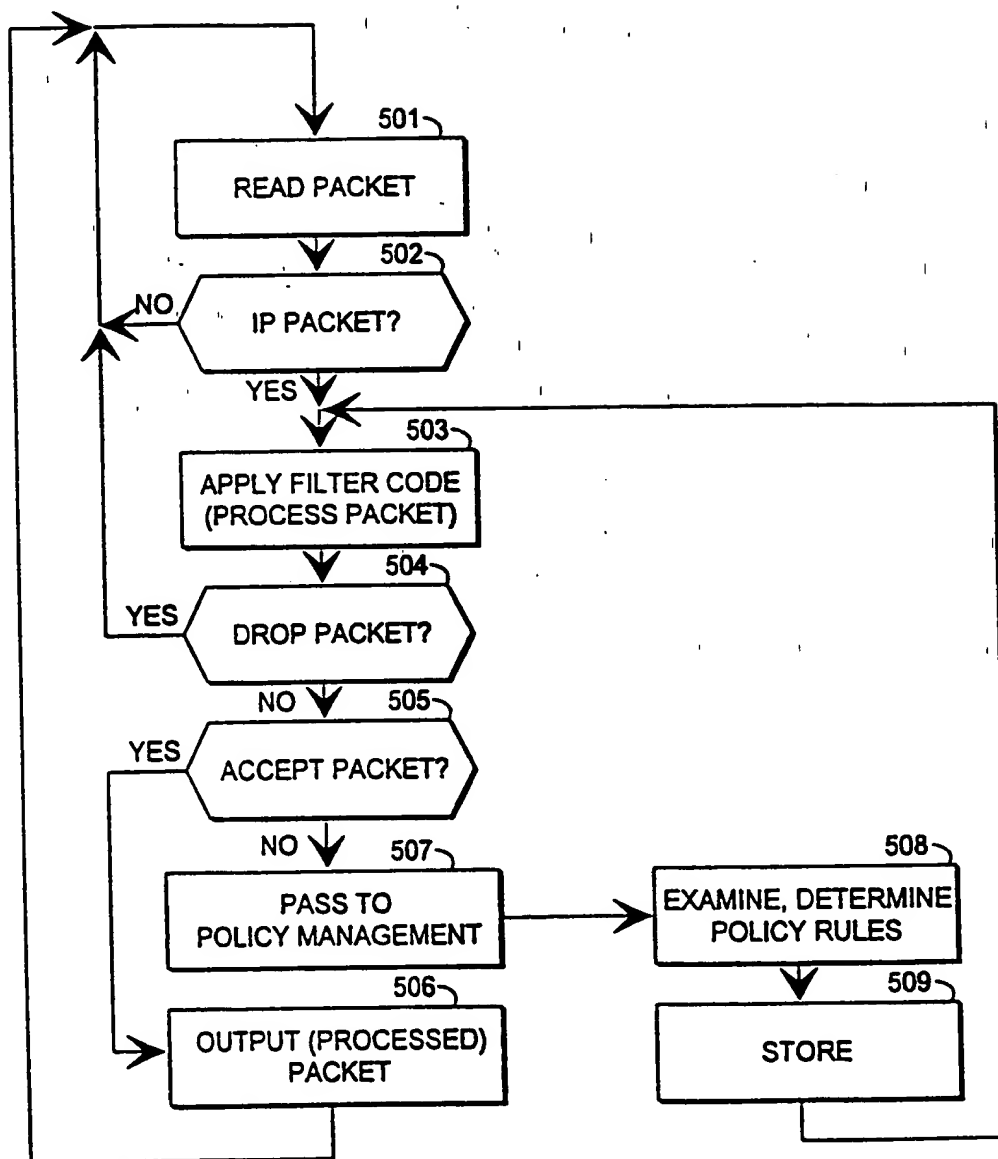 501
READ PACKET
502
NO
IP PACKET?
YES
503
APPLY FILTER CODE
(PROCESS PACKET)
504
YES
DROP PACKET?
NO
505
YES
ACCEPT PACKET?
NO
507
PASS TO
POLICY MANAGEMENT
508
EXAMINE, DETERMINE
POLICY RULES
506
OUTPUT (PROCESSED)
PACKET
509
STORE